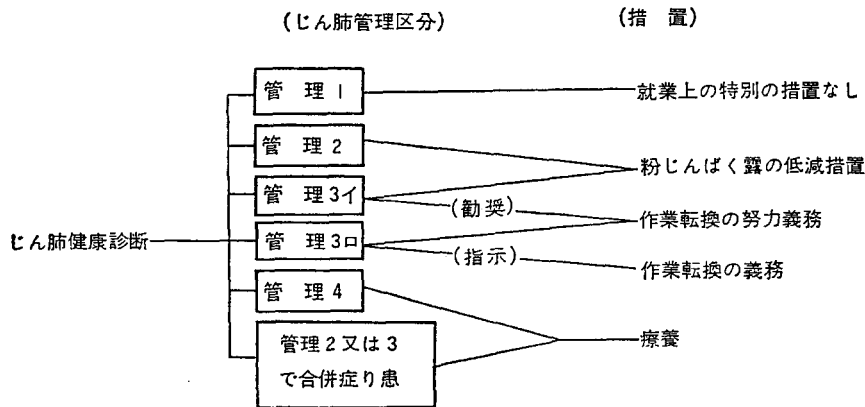 (じん肺管理区分)
(措 置)
管 理 1
就業上の特別の措置なし
管 理 2
粉じんばく露の低減措置
管 理 3イ
(勧奨)
作業転換の努力義務
じん肺健康診断
管 理 3ロ
(指示)
作業転換の義務
管 理 4
管理2又は3
で合併症り患
療養